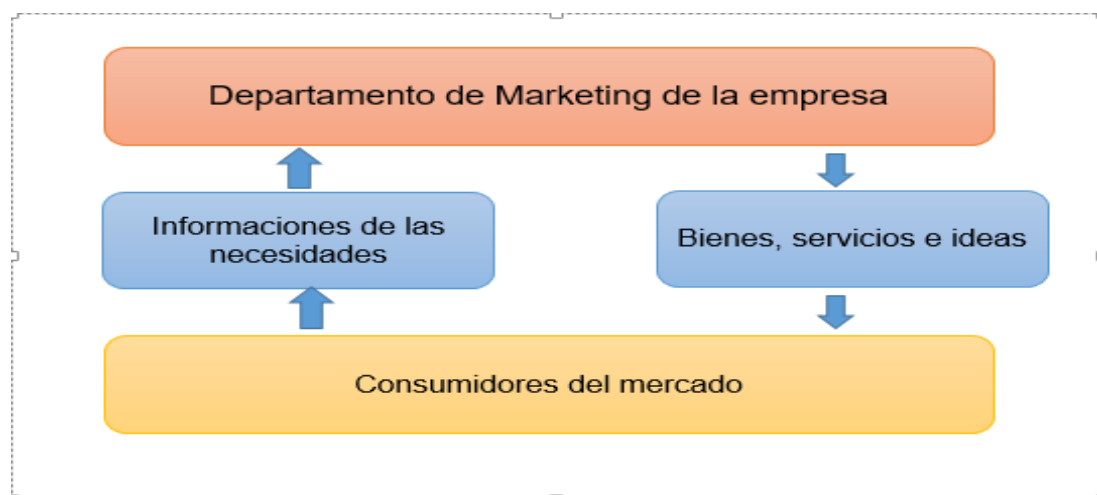 Departamento de Marketing de la empresa
Informaciones de las
necesidades
Bienes, servicios e ideas
Consumidores del mercado